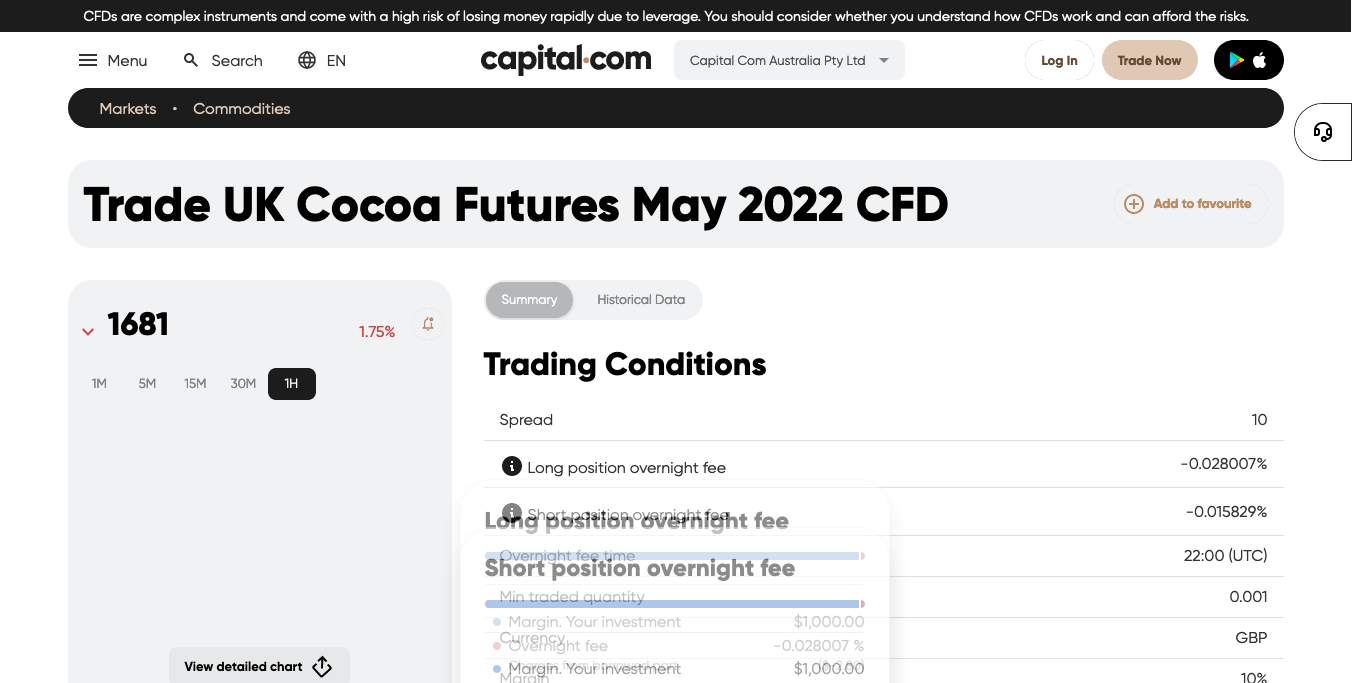 CFDs are complex instruments and come with a high risk of losing money rapidly due to leverage. You should consider whether you understand how CFDs work and can afford the risks.
Menu Search EN capital.com Capital Com Australia Pty Ltd Log In Trade Now
Markets • Commodities
Trade UK Cocoa Futures May 2022 CFD Add to favourite
1681 1.75%
1M 5M 15M 30M 1H
View detailed chart
Summary Historical Data
Trading Conditions
Spread 10
Long position overnight fee -0.028007%
Short position overnight fee -0.015829%
Overnight fee time 22:00 (UTC)
Min traded quantity 0.001
Currency GBP
Margin 10%
Long position overnight fee
Short position overnight fee
Margin. Your investment $1,000.00
Overnight fee -0.028007 %
Margin. Your investment $1,000.00